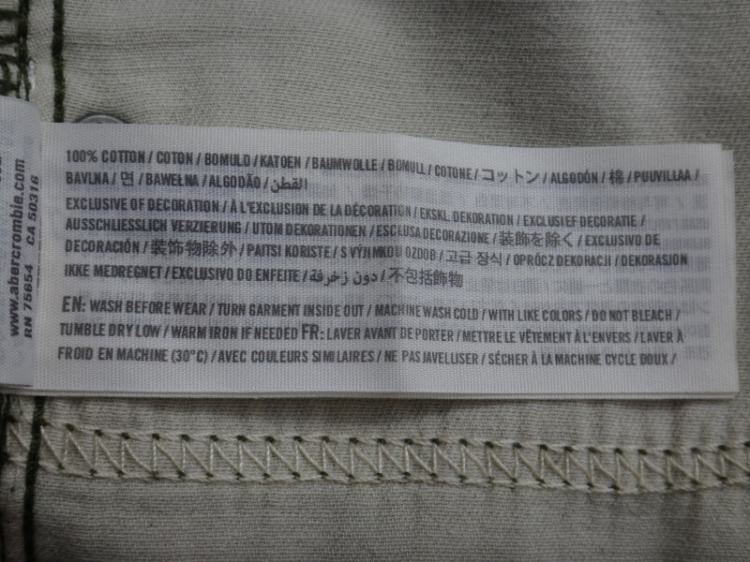 www.abercrombie.com
RN 75654 CA 50316
100% COTTON / COTON / BOMULD / KATOEN / BAUMWOLLE / BOMULL / COTONE / コットン / ALGODÓN / 棉 / PUUVILLAA /
BAVLNA / 면 / BAWEŁNA / ALGODÃO / القطن
EXCLUSIVE OF DECORATION / À L'EXCLUSION DE LA DÉCORATION / EKSKL. DEKORATION / EXCLUSIEF DECORATIE /
AUSSCHLIESSLICH VERZIERUNG / UTOM DEKORATIONEN / ESCLUSA DECORAZIONE / 装飾を除く / EXCLUSIVO DE
DECORACIÓN / 装飾物除外 / PAITSI KORISTE / S VÝJIMKOU OZDOB / 고급 장식 / OPRÓCZ DEKORACJI / DEKORASJON
IKKE MEDREGNET / EXCLUSIVO DO ENFEITE / دون زخرفة / 不包括飾物
EN: WASH BEFORE WEAR / TURN GARMENT INSIDE OUT / MACHINE WASH COLD / WITH LIKE COLORS / DO NOT BLEACH /
TUMBLE DRY LOW / WARM IRON IF NEEDED FR: LAVER AVANT DE PORTER / METTRE LE VÊTEMENT À L'ENVERS / LAVER À
FROID EN MACHINE (30°C) / AVEC COULEURS SIMILAIRES / NE PAS JAVELLISER / SÉCHER À LA MACHINE CYCLE DOUX /